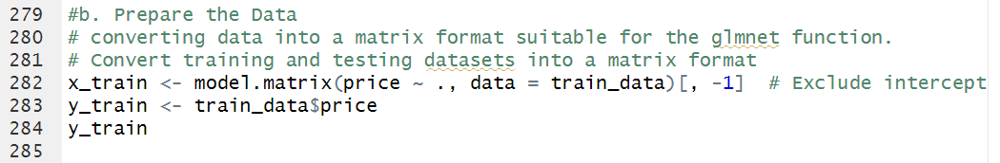 279 #b. Prepare the Data
280 # converting data into a matrix format suitable for the glmnet function.
281 # Convert training and testing datasets into a matrix format
282 x_train <- model.matrix(price ~ ., data = train_data)[, -1]  # Exclude intercept
283 y_train <- train_data$price
284 y_train
285